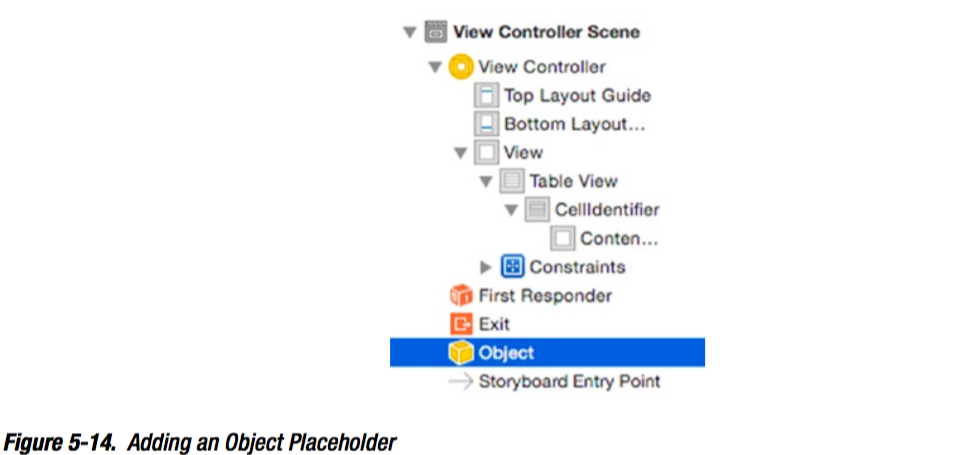 View Controller Scene
View Controller
Top Layout Guide
Bottom Layout...
View
Table View
CellIdentifier
Conten...
Constraints
First Responder
Exit
Object
Storyboard Entry Point
Figure 5-14. Adding an Object Placeholder